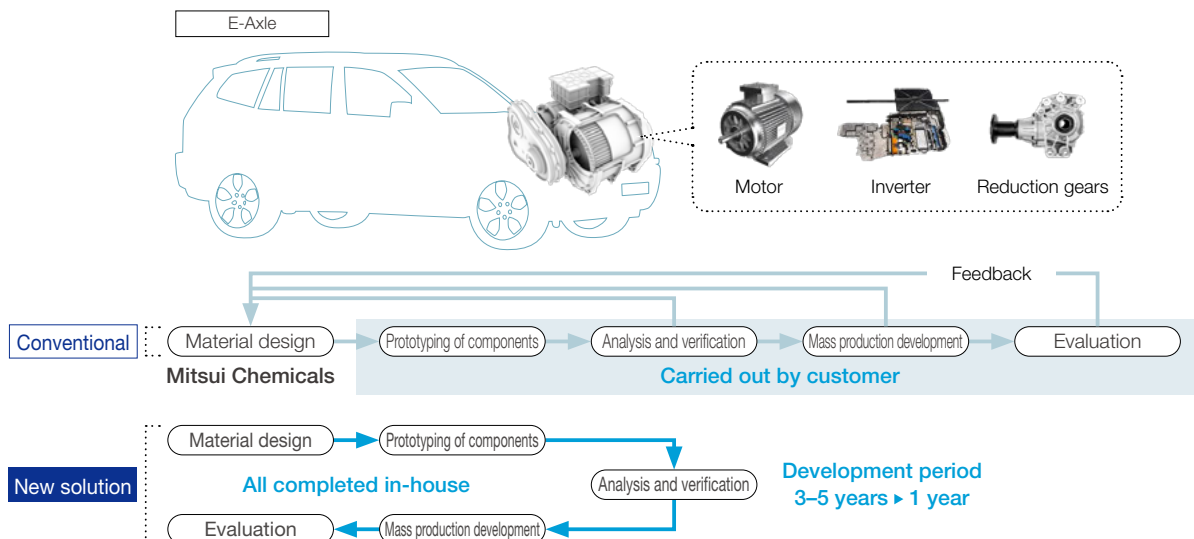 E-Axle
Motor
Inverter
Reduction gears
Feedback
Conventional
Material design
Prototyping of components
Analysis and verification
Mass production development
Evaluation
Mitsui Chemicals
Carried out by customer
New solution
Material design
Prototyping of components
All completed in-house
Analysis and verification
Development period
3–5 years ▸ 1 year
Evaluation
Mass production development